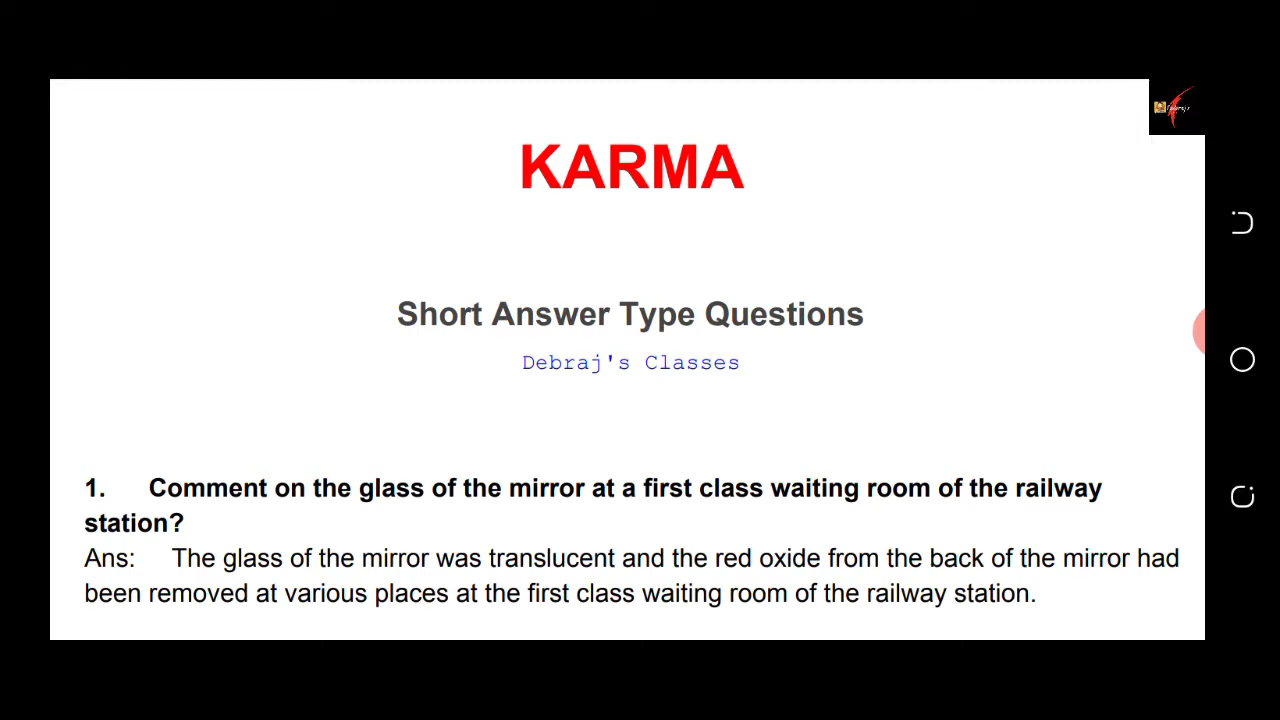 KARMA
Short Answer Type Questions
Debraj's Classes
1. Comment on the glass of the mirror at a first class waiting room of the railway
station?
Ans: The glass of the mirror was translucent and the red oxide from the back of the mirror had
been removed at various places at the first class waiting room of the railway station.